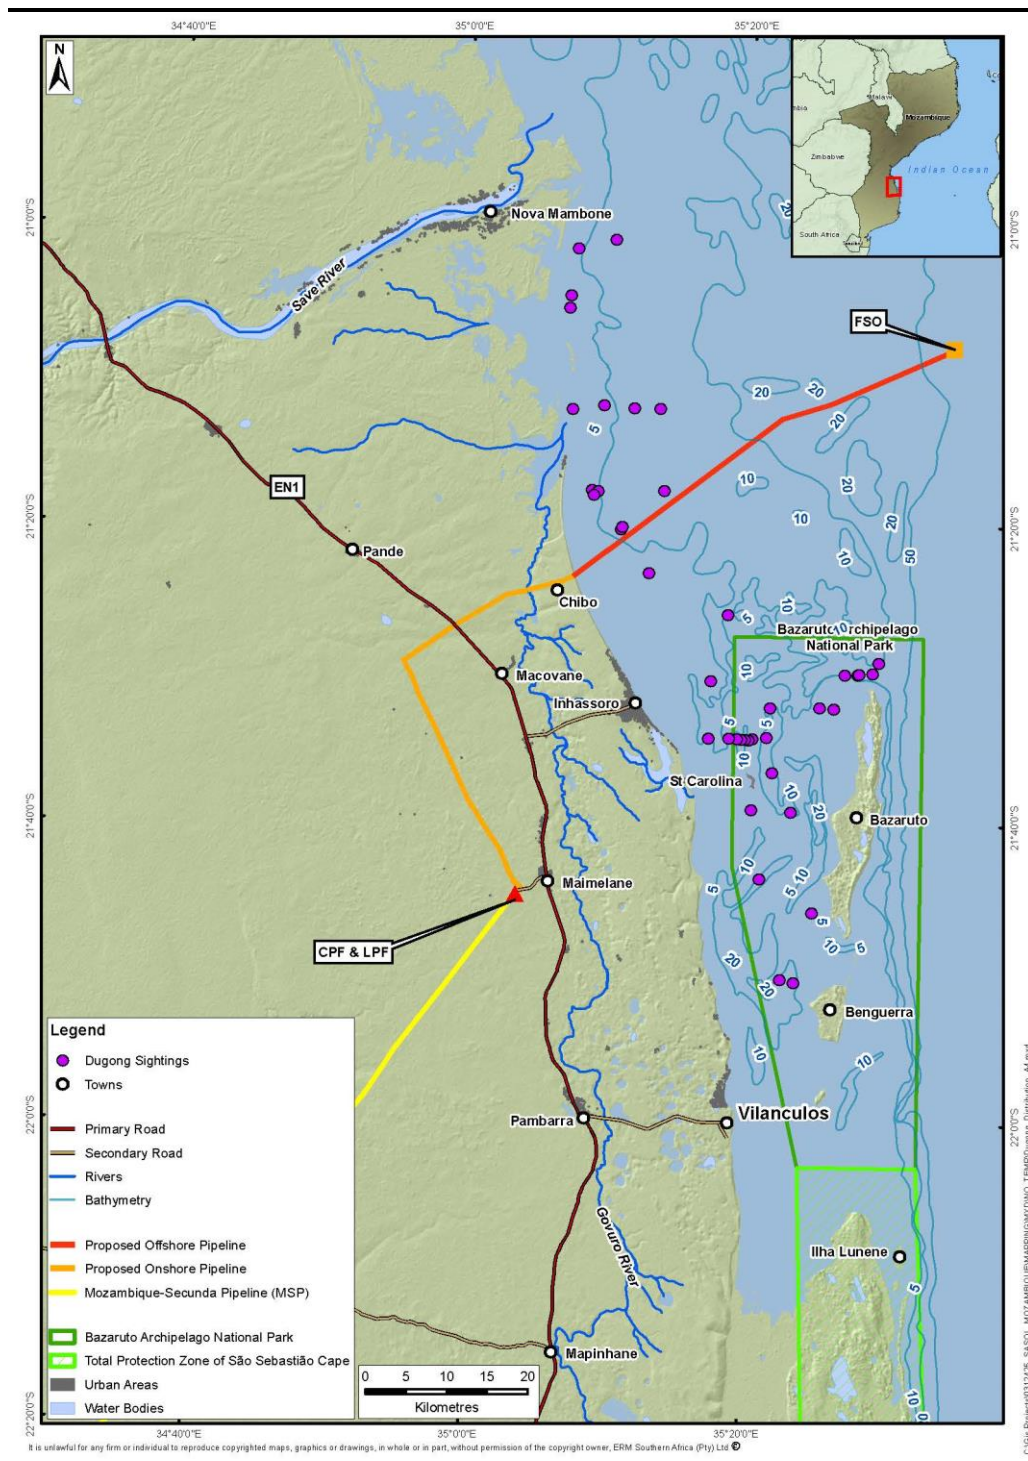 34°40'0"E
35°0'0"E
35°20'0"E
N
Malawi
Mozambique
Zimbabwe
Indian Ocean
South Africa
21°0'0"S
21°0'0"S
Nova Mambone
Save River
FSO
20
20
20
5
10
20
10
20
EN1
21°20'0"S
21°20'0"S
10
50
Pande
Chibo
5
10
10
Bazaruto Archipelago
National Park
10
Macovane
Inhassoro
5
5
10
St Carolina
10
20
Bazaruto
21°40'0"S
21°40'0"S
Maimelane
5
10
5
10
5
CPF & LPF
10
5
20
20
Benguerra
10
10
Legend
Dugong Sightings
Towns
Primary Road
Secondary Road
Rivers
Bathymetry
Proposed Offshore Pipeline
Proposed Onshore Pipeline
Mozambique-Secunda Pipeline (MSP)
Bazaruto Archipelago National Park
Total Protection Zone of São Sebastião Cape
Urban Areas
Water Bodies
22°0'0"S
22°0'0"S
Pambarra
Vilanculos
Govuro River
Ilha Lunene
5
Mapinhane
0 5 10 20
Kilometres
10
0
22°20'0"S
34°40'0"E
35°0'0"E
35°20'0"E
It is unlawful for any firm or individual to reproduce copyrighted maps, graphics or drawings, in whole or in part, without permission of the copyright owner, ERM Southern Africa (Pty) Ltd ©